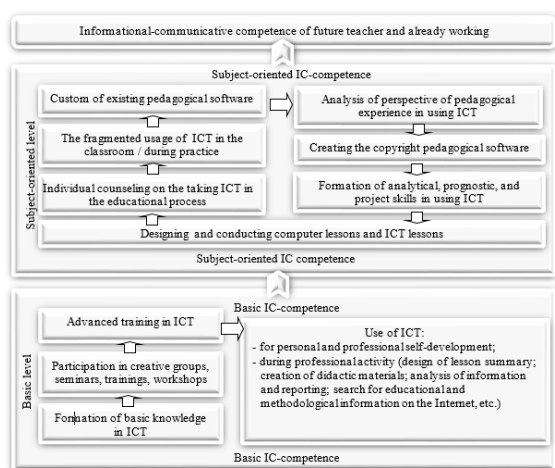 Informational-communicative competence of future teacher and already working
Subject-oriented IC-competence
Subject-oriented level
Custom of existing pedagogical software
The fragmented usage of ICT in the
classroom / during practice
Individual counseling on the taking ICT in
the educational process
Analysis of perspective of pedagogical
experience in using ICT
Creating the copyright pedagogical software
Formation of analytical, prognostic, and
project skills in using ICT
Designing and conducting computer lessons and ICT lessons
Subject-oriented IC competence
Basic IC-competence
Basic level
Advanced training in ICT
Participation in creative groups,
seminars, trainings, workshops
Formation of basic knowledge
in ICT
Use of ICT:
- for personal and professional self-development;
- during professional activity (design of lesson summary;
creation of didactic materials; analysis of information
and reporting; search for educational and
methodological information on the Internet, etc.)
Basic IC-competence